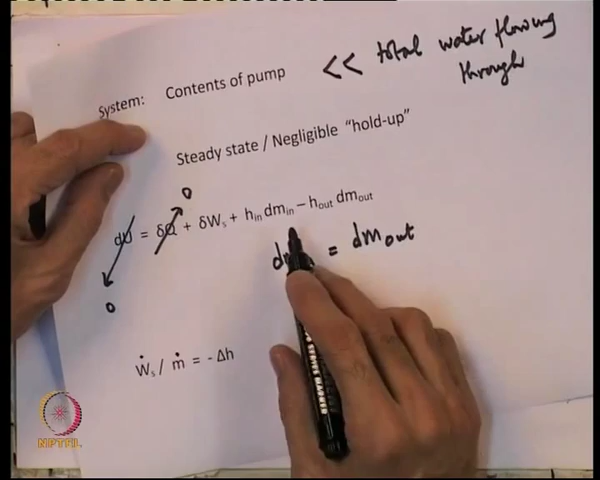 System: Contents of pump << total water flowing through
Steady state / Negligible "hold-up"
0
dU = δQ + δWₛ + hᵢₙ dmᵢₙ – hₒᵤₜ dmₒᵤₜ
= dmₒᵤₜ
0
Ẇₛ / ṁ = - Δh
NPTEL